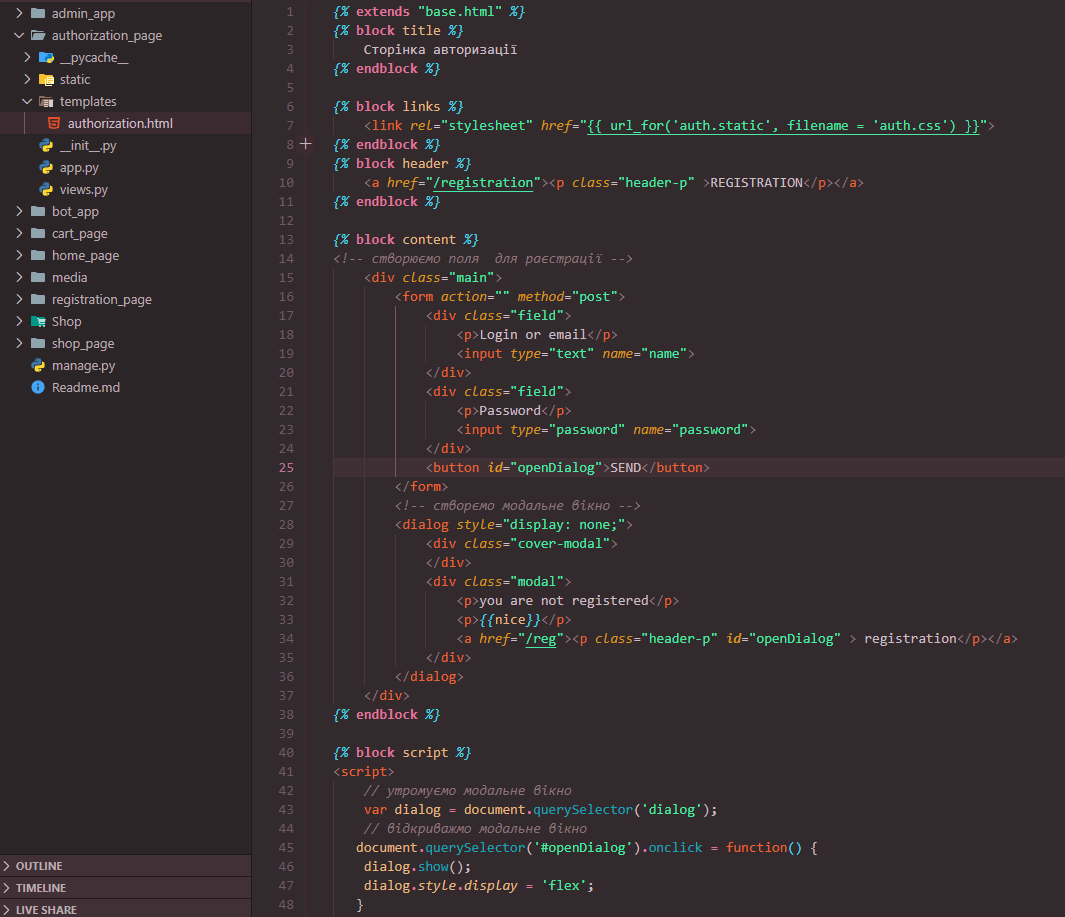 admin_app
authorization_page
__pycache__
static
templates
authorization.html
__init__.py
app.py
views.py
bot_app
cart_page
home_page
media
registration_page
Shop
shop_page
manage.py
Readme.md
OUTLINE
TIMELINE
LIVE SHARE
1 {% extends "base.html" %}
2 {% block title %}
3 Сторінка авторизації
4 {% endblock %}
5
6 {% block links %}
7 <link rel="stylesheet" href="{{ url_for('auth.static', filename = 'auth.css') }}">
8 {% endblock %}
9 {% block header %}
10 <a href="/registration"><p class="header-p" >REGISTRATION</p></a>
11 {% endblock %}
12
13 {% block content %}
14 <!-- створюємо поля  для раєстрації -->
15 <div class="main">
16 <form action="" method="post">
17 <div class="field">
18 <p>Login or email</p>
19 <input type="text" name="name">
20 </div>
21 <div class="field">
22 <p>Password</p>
23 <input type="password" name="password">
24 </div>
25 <button id="openDialog">SEND</button>
26 </form>
27 <!-- створємо модальне вікно -->
28 <dialog style="display: none;">
29 <div class="cover-modal">
30 </div>
31 <div class="modal">
32 <p>you are not registered</p>
33 <p>{{nice}}</p>
34 <a href="/reg"><p class="header-p" id="openDialog" > registration</p></a>
35 </div>
36 </dialog>
37 </div>
38 {% endblock %}
39
40 {% block script %}
41 <script>
42 // утромуємо модальне вікно
43 var dialog = document.querySelector('dialog');
44 // відкриважмо модальне вікно
45 document.querySelector('#openDialog').onclick = function() {
46 dialog.show();
47 dialog.style.display = 'flex';
48 }